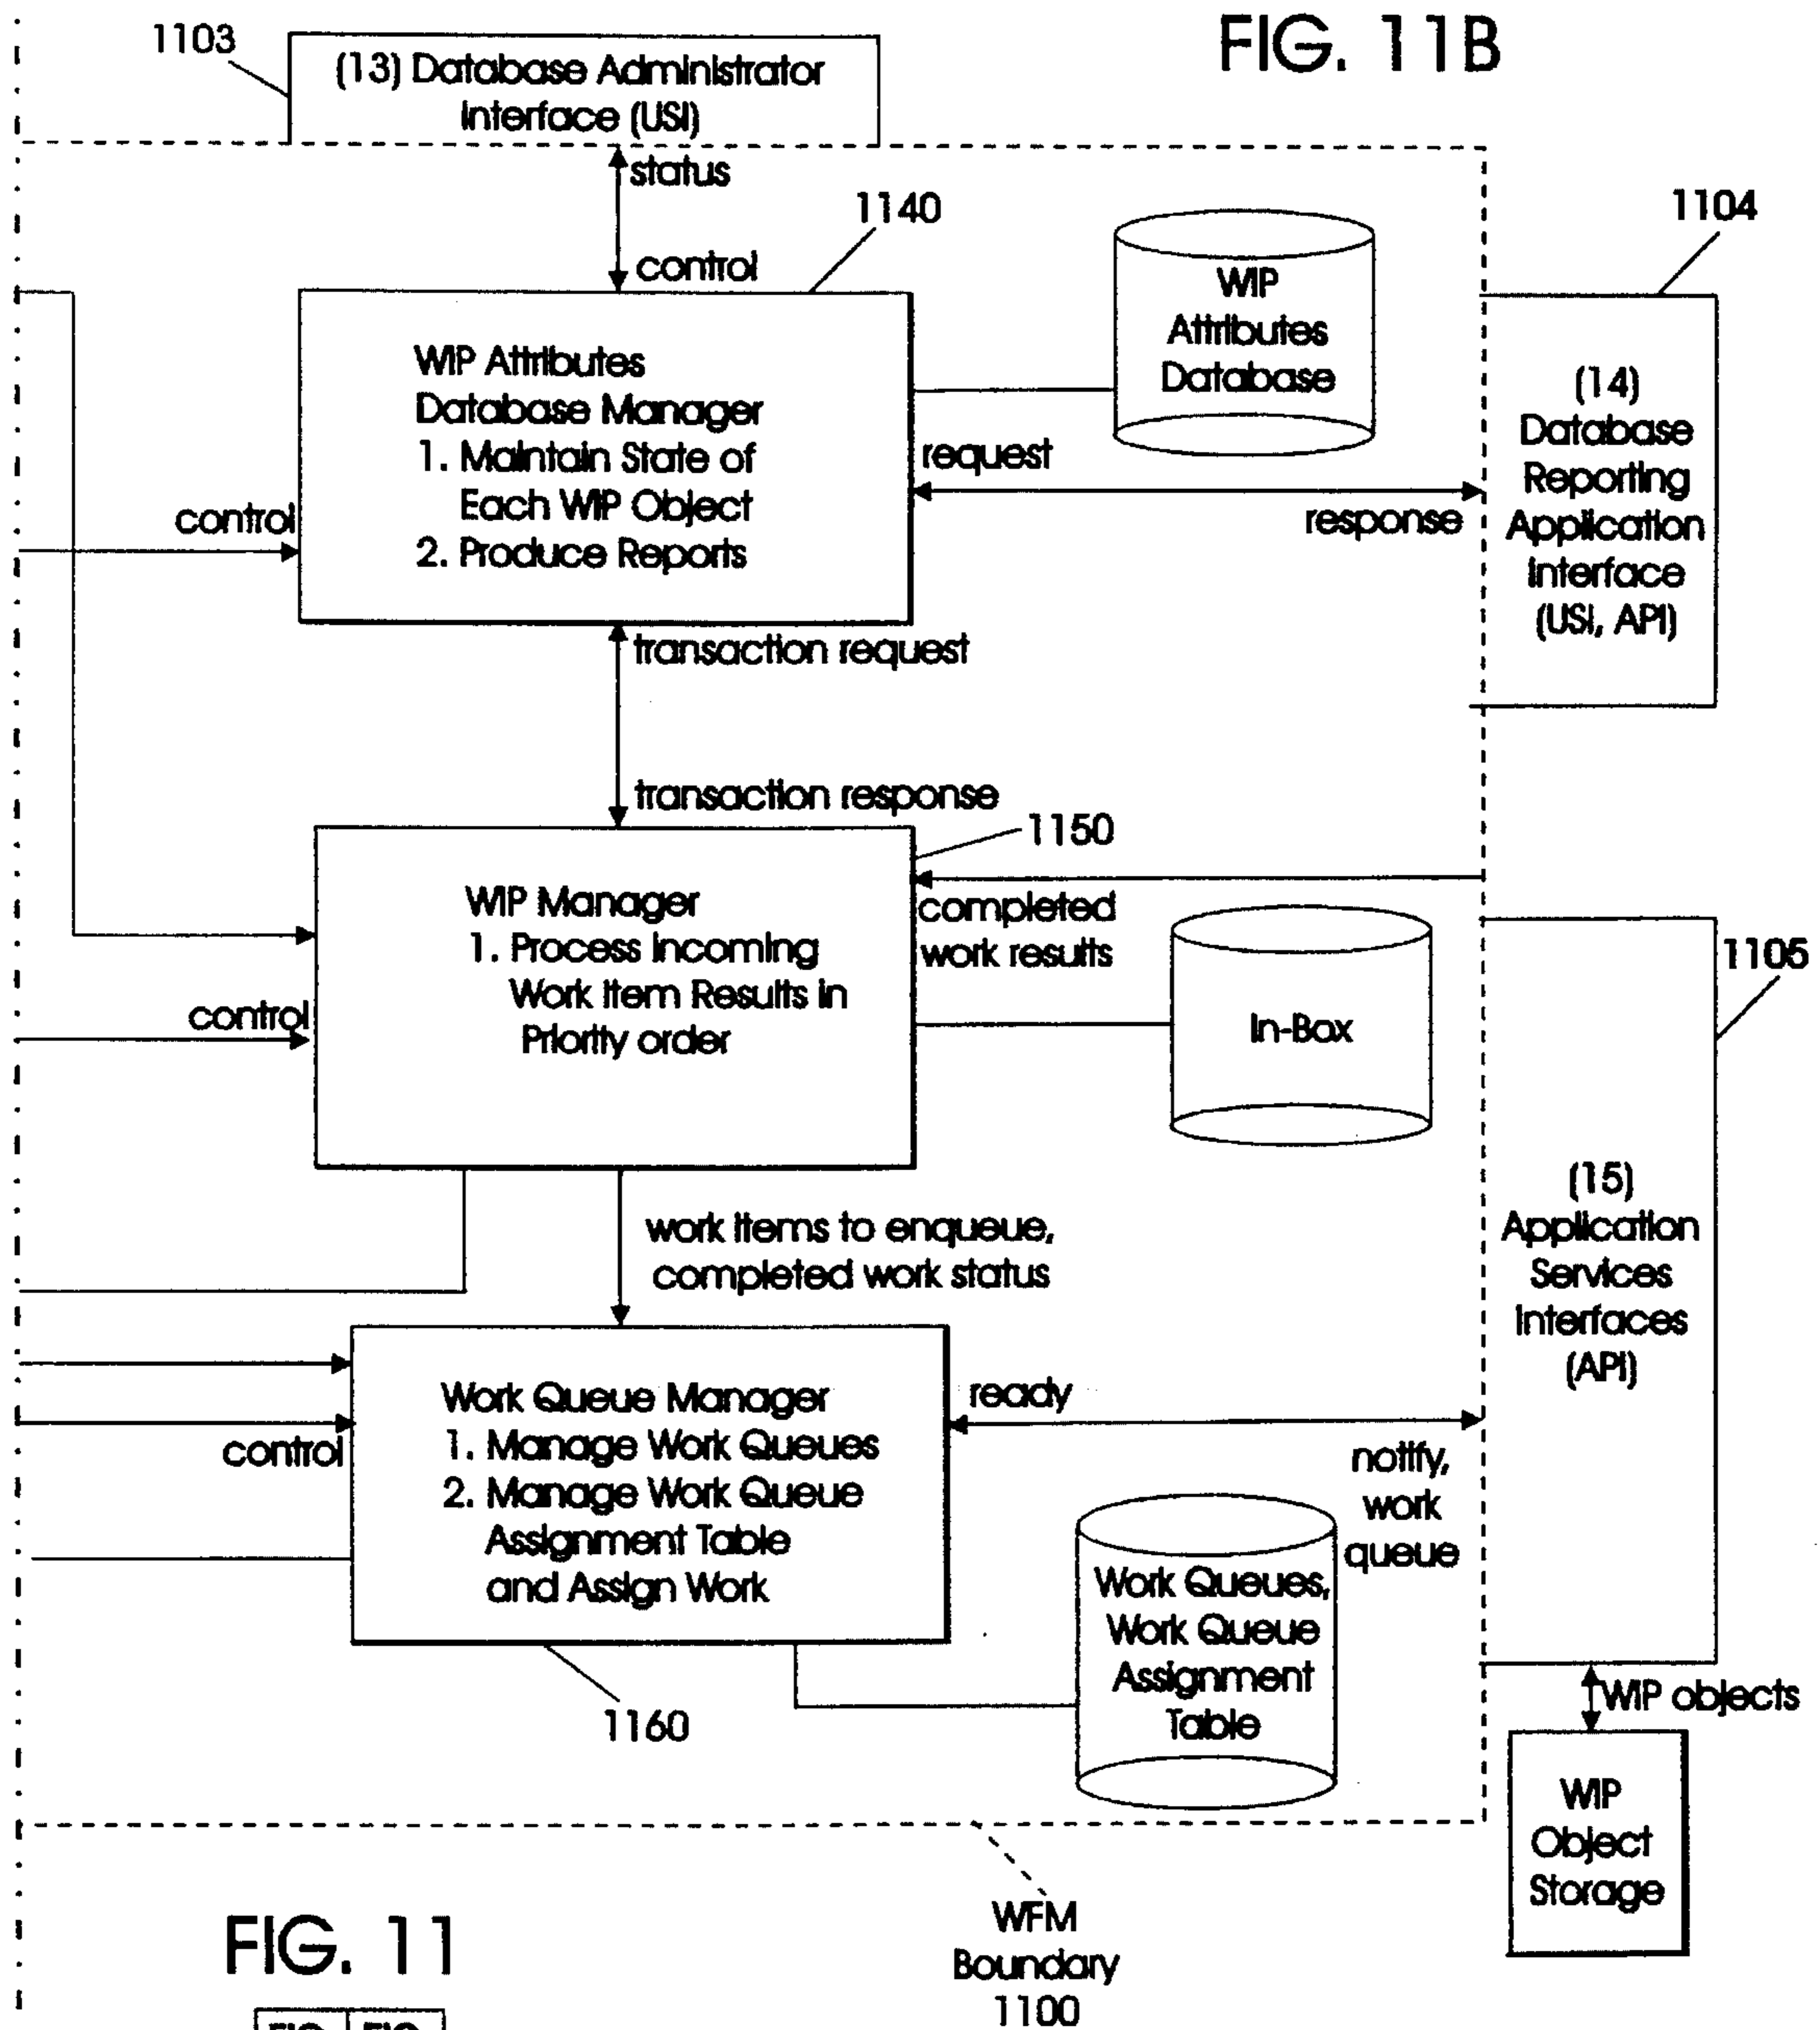 FIG. 11B
1103
(13) Database Administrator
Interface (USI)
status
control
1140
1104
WIP
Attributes
Database
WIP Attributes
Database Manager
1. Maintain State of
Each WIP Object
2. Produce Reports
control
request
response
(14)
Database
Reporting
Application
Interface
(USI, API)
transaction request
transaction response
1150
WIP Manager
1. Process Incoming
Work Item Results in
Priority order
control
completed
work results
In-Box
1105
(15)
Application
Services
Interfaces
(API)
work items to enqueue,
completed work status
Work Queue Manager
1. Manage Work Queues
2. Manage Work Queue
Assignment Table
and Assign Work
control
ready
notify,
work
queue
Work Queues,
Work Queue
Assignment
Table
1160
WIP objects
WIP
Object
Storage
WFM
Boundary
1100
FIG. 11
FIG. FIG.